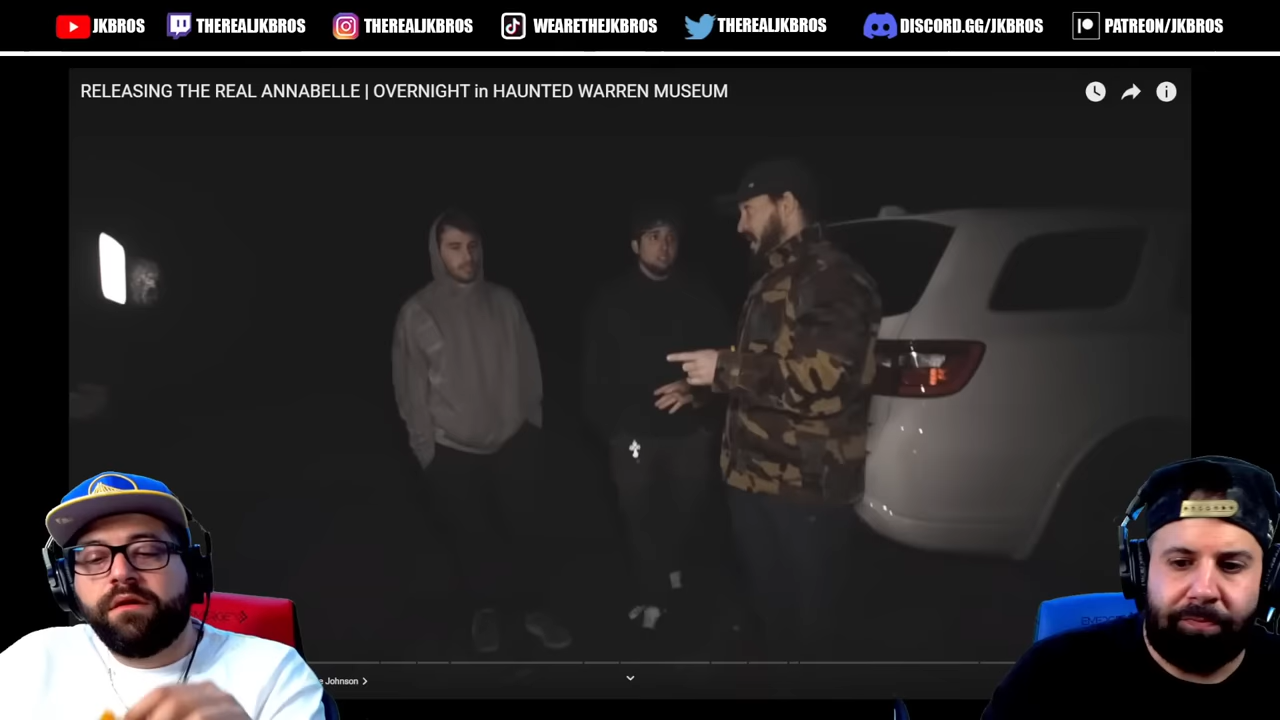 JKBROS THEREALJKBROS THEREALJKBROS WEARETHEJKBROS THEREALJKBROS DISCORD.GG/JKBROS PATREON/JKBROS
RELEASING THE REAL ANNABELLE | OVERNIGHT in HAUNTED WARREN MUSEUM
Johnson